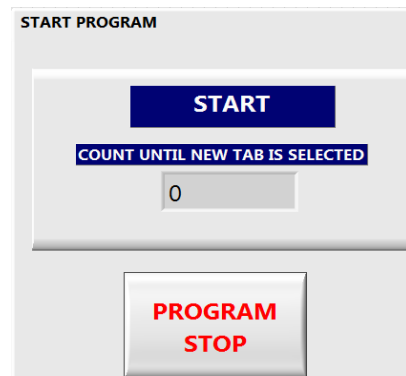 START PROGRAM
START
COUNT UNTIL NEW TAB IS SELECTED
0
PROGRAM
STOP